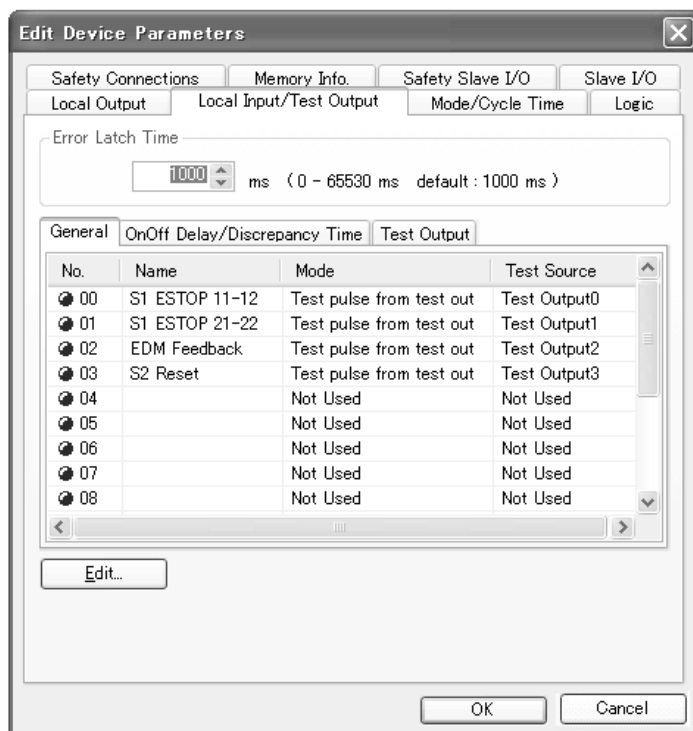 Edit Device Parameters
Safety Connections Memory Info. Safety Slave I/O Slave I/O
Local Output Local Input/Test Output Mode/Cycle Time Logic
Error Latch Time
1000 ms (0 - 65530 ms default : 1000 ms)
General OnOff Delay/Discrepancy Time Test Output
No. Name Mode Test Source
00 S1 ESTOP 11-12 Test pulse from test out Test Output0
01 S1 ESTOP 21-22 Test pulse from test out Test Output1
02 EDM Feedback Test pulse from test out Test Output2
03 S2 Reset Test pulse from test out Test Output3
04 Not Used Not Used
05 Not Used Not Used
06 Not Used Not Used
07 Not Used Not Used
08 Not Used Not Used
Edit...
OK Cancel